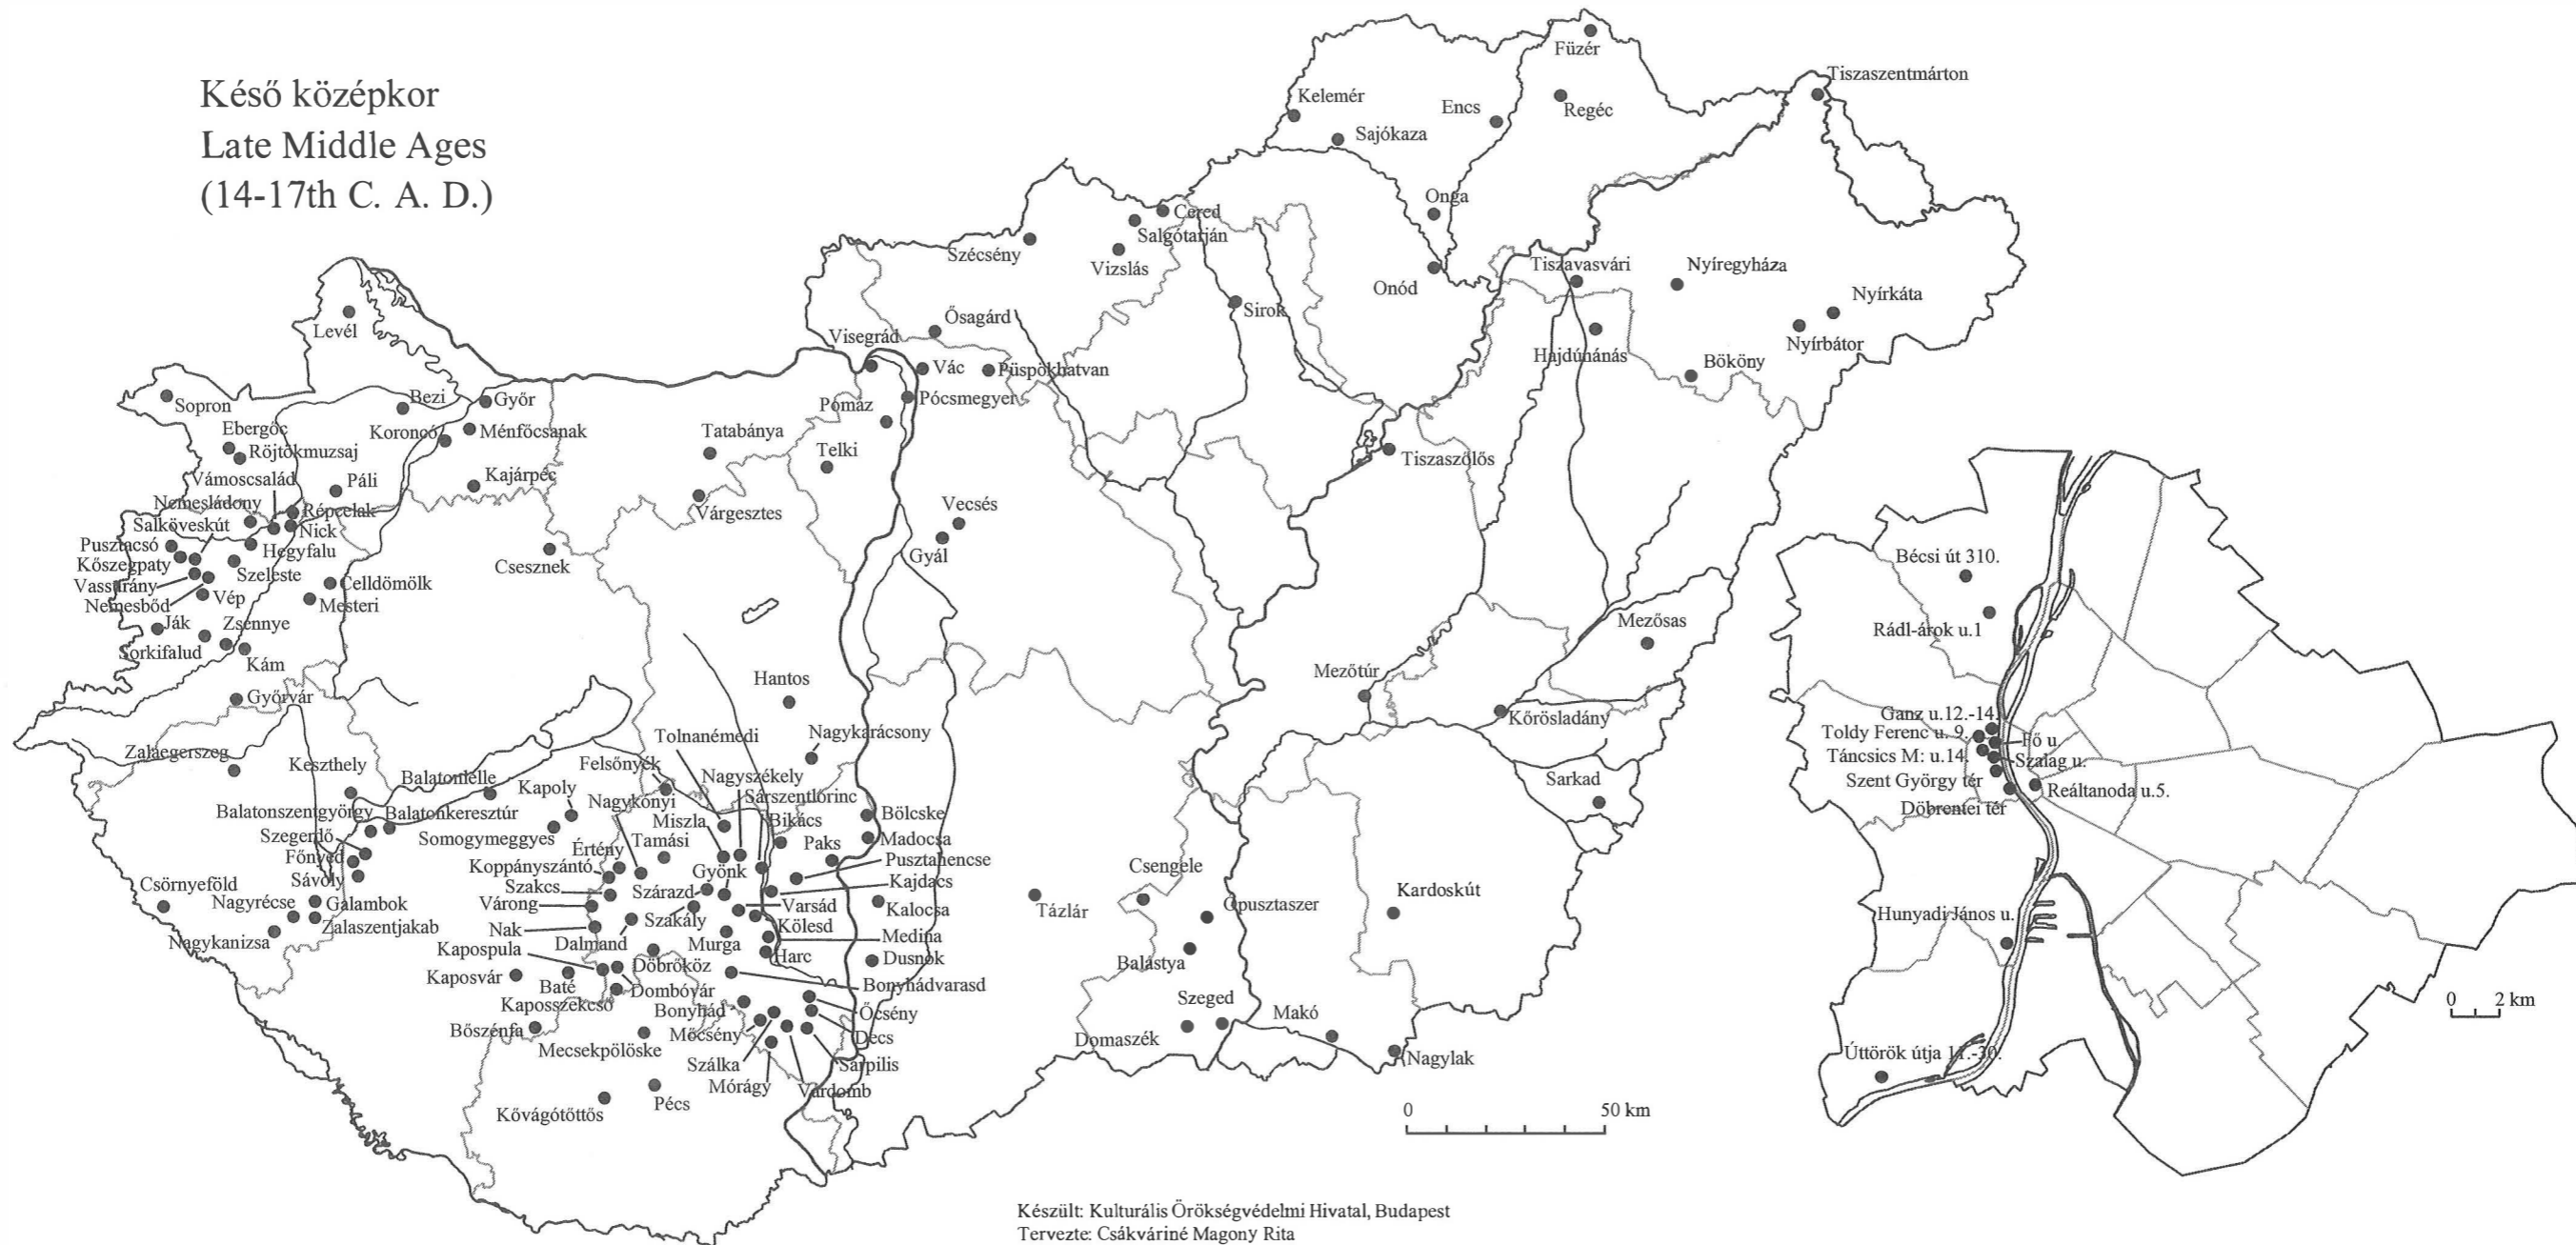 Késő középkor
Late Middle Ages
(14-17th C. A. D.)
Füzér
Tiszaszentmárton
Kelemér
Encs
Regéc
Sajókaza
Onga
Cered
Salgótarján
Szécsény
Vizslás
Tiszavasvári
Nyíregyháza
Onód
Nyírkáta
Sirok
Ősagárd
Levél
Visegrád
Nyírbátor
Hajdúnánás
Bököny
Vác
Püspökhatvan
Sopron
Bezi
Győr
Pomáz
Pócsmegyer
Ebergőc
Koroncó
Ménfőcsanak
Tatabánya
Röjtökmuzsaj
Telki
Tiszaszőlős
Vámoscsalád
Páli
Kajárpéc
Nemesládony
Répcelak
Várgesztes
Vecsés
Salköveskút
Nick
Pusztacsó
Hegyfalu
Gyál
Bécsi út 310.
Kőszegpaty
Szeleste
Csesznek
Vassurány
Celldömölk
Nemesbőd
Vép
Mesteri
Ják
Zsennye
Mezősas
Rádl-árok u.1
Sorkifalud
Kám
Mezőtúr
Hantos
Győrvár
Kőrösladány
Ganz u.12.-14.
Toldy Ferenc u. 9.
Fő u.
Tolnanémedi
Nagykarácsony
Zalaegerszeg
Keszthely
Felsőnyék
Táncsics M: u.14.
Szalag u.
Balatonlelle
Kapoly
Nagyszékely
Sarkad
Szent György tér
Reáltanoda u.5.
Nagykónyi
Sárszentlőrinc
Döbrentei tér
Balatonszentgyörgy
Balatonkeresztúr
Miszla
Bikács
Bölcske
Szegerdő
Somogymeggyes
Tamási
Paks
Madocsa
Értény
Főnyed
Koppányszántó
Gyönk
Pusztahencse
Csengele
Sávoly
Szakcs
Szárazd
Kajdacs
Csörnyeföld
Kardoskút
Nagyrécse
Galambok
Várong
Varsád
Kalocsa
Tázlár
Ópusztaszer
Hunyadi János u.
Zalaszentjakab
Szakály
Kölesd
Nak
Nagykanizsa
Dalmand
Murga
Medina
Kapospula
Harc
Dusnok
Balástya
Kaposvár
Döbrököz
Baté
Dombóvár
Bonyhádvarasd
Kaposszekcső
Bonyhád
Szeged
0 2 km
Bőszénfa
Őcsény
Makó
Mőcsény
Decs
Domaszék
Mecsekpölöske
Nagylak
Úttörök útja 11.-30.
Szálka
Sárpilis
Mórágy
Várdomb
Kővágótőttős
Pécs
0 50 km
Készült: Kulturális Örökségvédelmi Hivatal, Budapest
Tervezte: Csákváriné Magony Rita